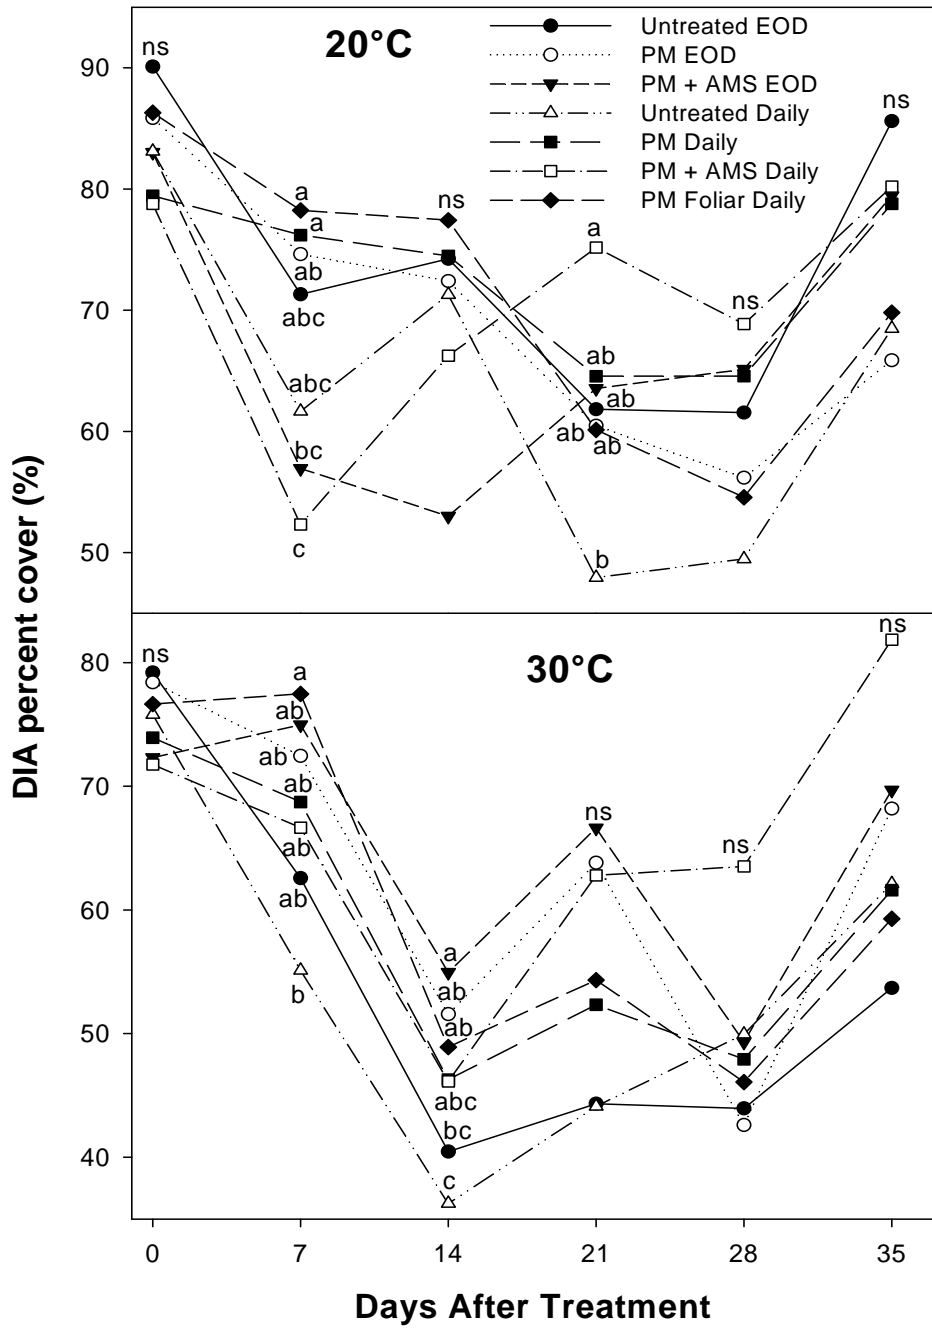 20°C
Untreated EOD
PM EOD
PM + AMS EOD
Untreated Daily
PM Daily
PM + AMS Daily
PM Foliar Daily
ns
ns
ns
a
a
ab
abc
abc
bc
c
a
ns
ab
ab
ab
ab
b
90
80
70
60
50
DIA percent cover (%)
30°C
ns
ns
a
ab
ab
ab
ab
ab
b
ns
ns
a
ab
ab
abc
bc
c
80
70
60
50
40
0 7 14 21 28 35
Days After Treatment